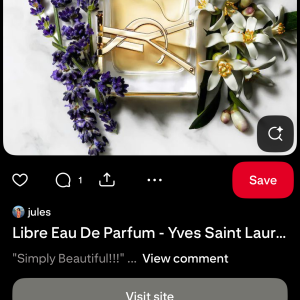 1
Save
jules
Libre Eau De Parfum - Yves Saint Laur...
"Simply Beautiful!!!" ... View comment
Visit site